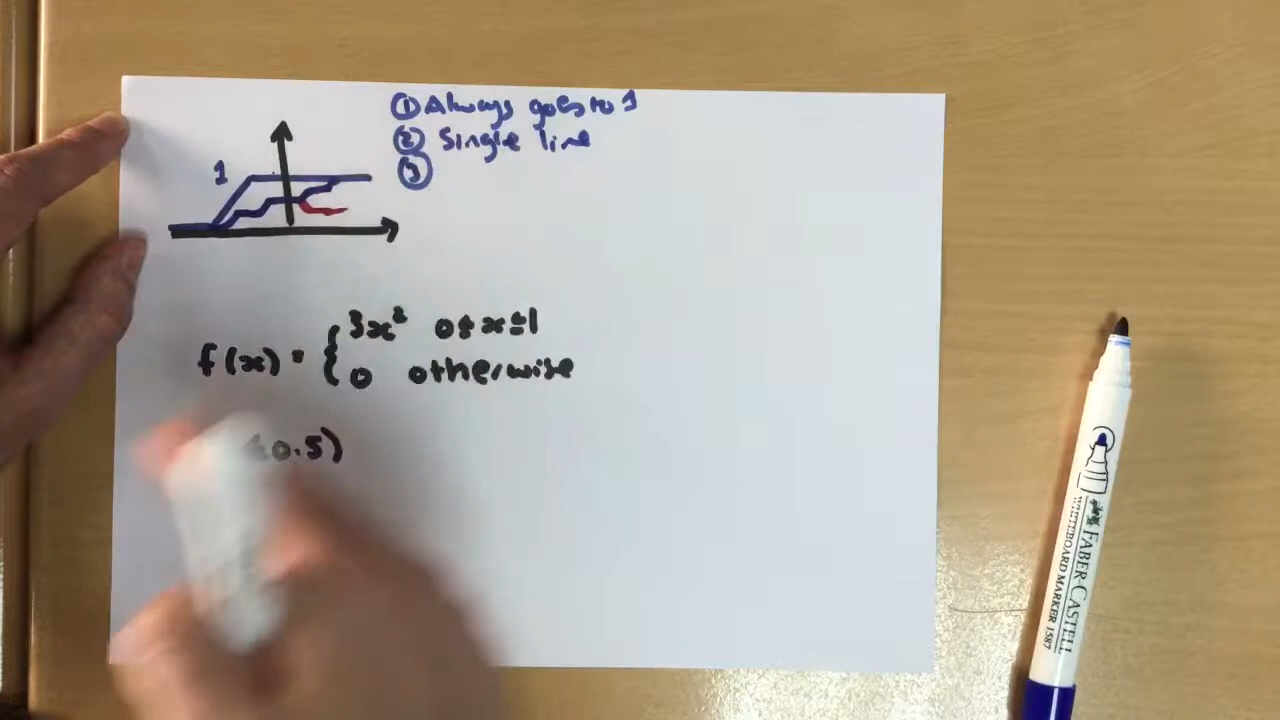 ① Always goes to 1
② Single line
③
1
f(x) = { 3x² 0≤x≤1
0 otherwise
0.5)
FABER-CASTELL
WHITEBOARD MARKER 1587